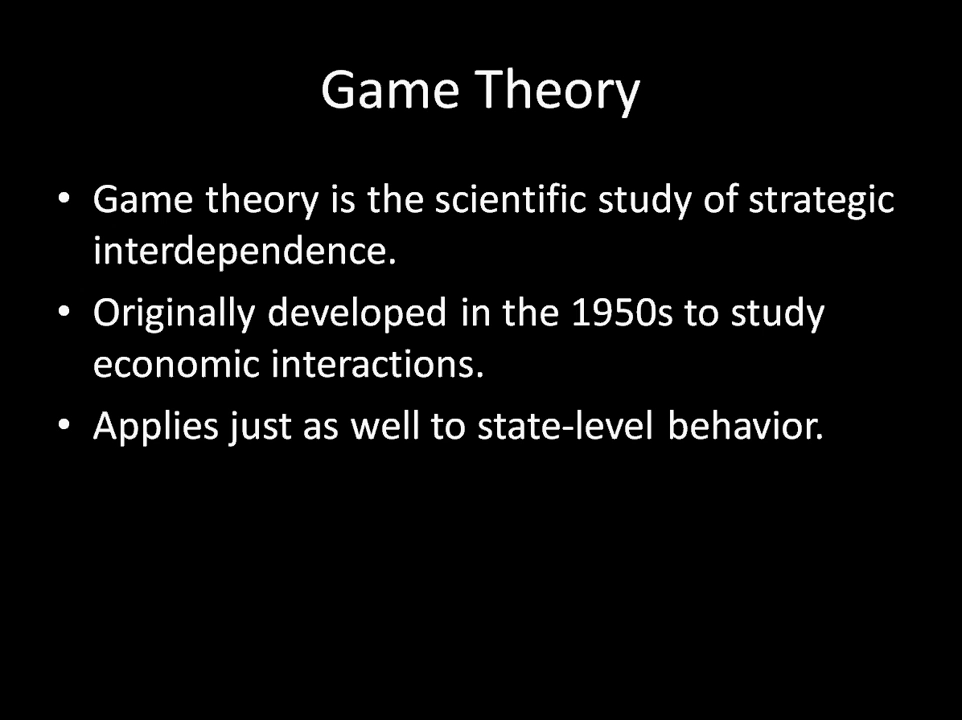 Game Theory
• Game theory is the scientific study of strategic
interdependence.
• Originally developed in the 1950s to study
economic interactions.
• Applies just as well to state-level behavior.